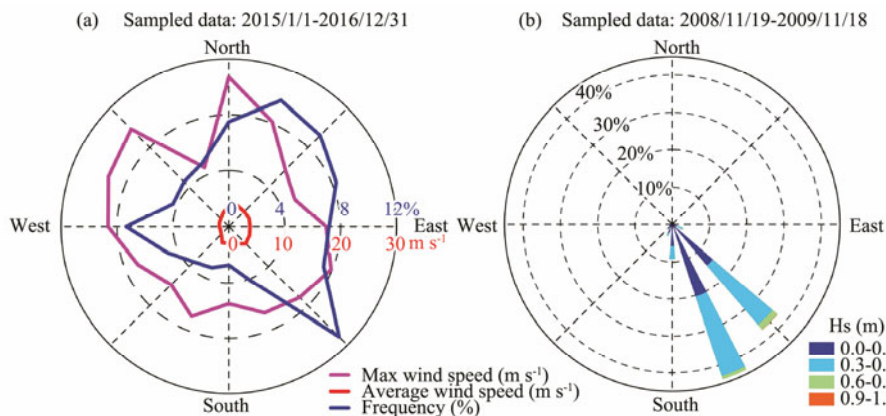 (a) Sampled data: 2015/1/1-2016/12/31
North
West
East
South
0 4 8 12%
0 10 20 30 m s-1
Max wind speed (m s-1)
Average wind speed (m s-1)
Frequency (%)
(b) Sampled data: 2008/11/19-2009/11/18
North
40%
30%
20%
10%
West
East
South
Hs (m)
0.0-0.
0.3-0.
0.6-0.
0.9-1.